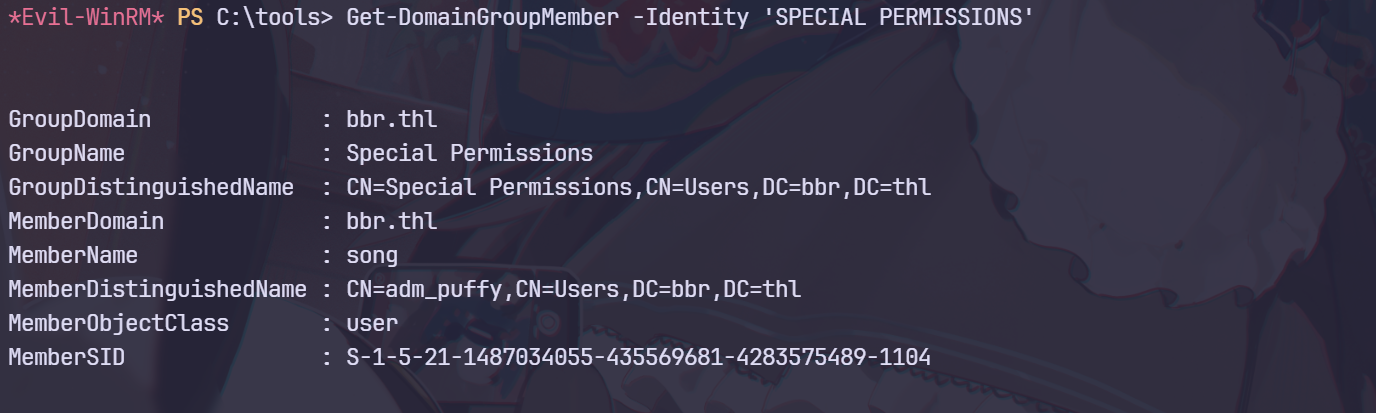 *Evil-WinRM* PS C:\tools> Get-DomainGroupMember -Identity 'SPECIAL PERMISSIONS'
GroupDomain : bbr.thl
GroupName : Special Permissions
GroupDistinguishedName : CN=Special Permissions,CN=Users,DC=bbr,DC=thl
MemberDomain : bbr.thl
MemberName : song
MemberDistinguishedName : CN=adm_puffy,CN=Users,DC=bbr,DC=thl
MemberObjectClass : user
MemberSID : S-1-5-21-1487034055-435569681-4283575489-1104